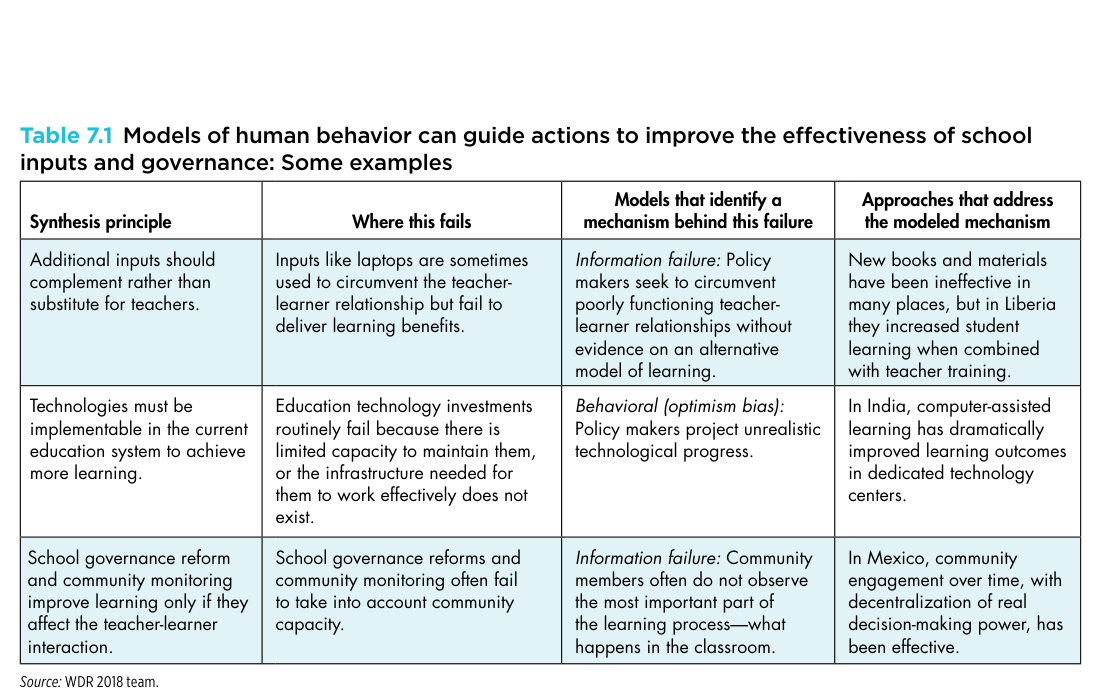 Table 7.1 Models of human behavior can guide actions to improve the effectiveness of school
inputs and governance: Some examples
Synthesis principle
Where this fails
Models that identify a
mechanism behind this failure
Approaches that address
the modeled mechanism
Additional inputs should
complement rather than
substitute for teachers.
Inputs like laptops are sometimes
used to circumvent the teacher-
learner relationship but fail to
deliver learning benefits.
Information failure: Policy
makers seek to circumvent
poorly functioning teacher-
learner relationships without
evidence on an alternative
model of learning.
New books and materials
have been ineffective in
many places, but in Liberia
they increased student
learning when combined
with teacher training.
Technologies must be
implementable in the current
education system to achieve
more learning.
Education technology investments
routinely fail because there is
limited capacity to maintain them,
or the infrastructure needed for
them to work effectively does not
exist.
Behavioral (optimism bias):
Policy makers project unrealistic
technological progress.
In India, computer-assisted
learning has dramatically
improved learning outcomes
in dedicated technology
centers.
School governance reform
and community monitoring
improve learning only if they
affect the teacher-learner
interaction.
School governance reforms and
community monitoring often fail
to take into account community
capacity.
Information failure: Community
members often do not observe
the most important part of
the learning process—what
happens in the classroom.
In Mexico, community
engagement over time, with
decentralization of real
decision-making power, has
been effective.
Source: WDR 2018 team.